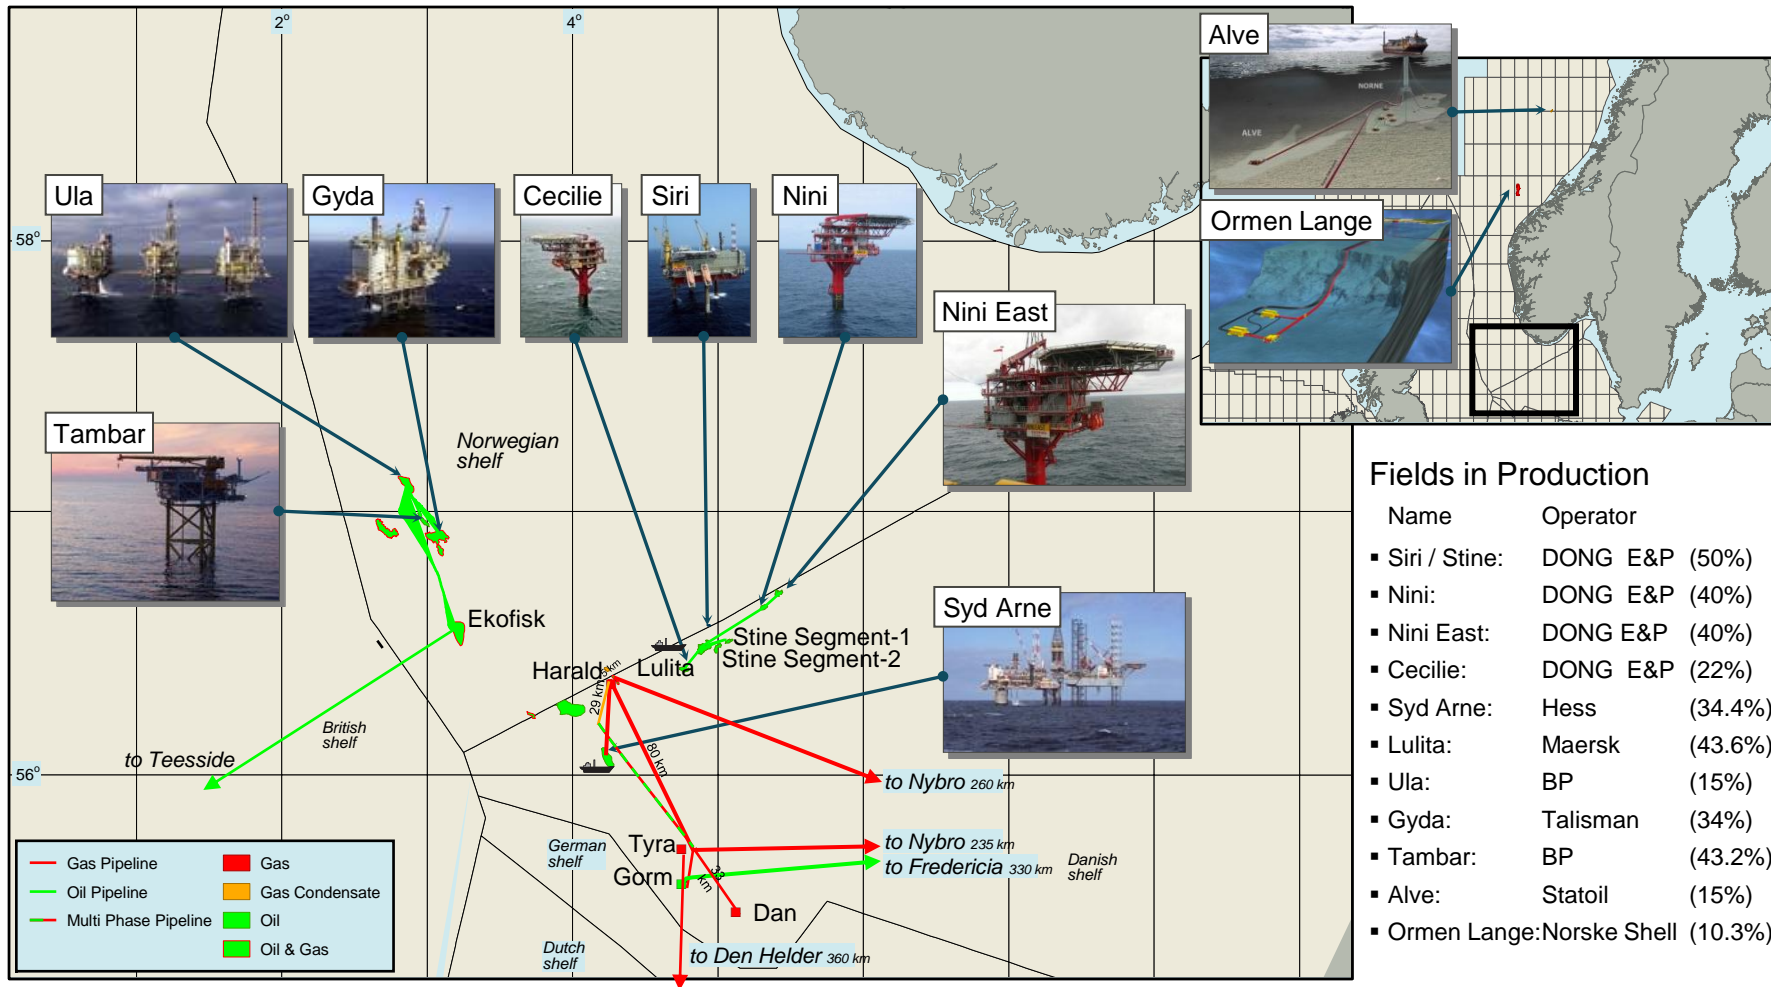 2°
4°
58°
56°
Alve
NORNE
ALVE
Ormen Lange
Ula
Gyda
Cecilie
Siri
Nini
Nini East
Tambar
Norwegian
shelf
Ekofisk
Syd Arne
Stine Segment-1
Stine Segment-2
Harald
Lulita
29 km
80 km
British
shelf
to Teesside
to Nybro 260 km
Tyra
German
shelf
to Nybro 235 km
to Fredericia 330 km
Danish
shelf
Gorm
33
km
Dan
Dutch
shelf
to Den Helder 360 km
Gas Pipeline
Oil Pipeline
Multi Phase Pipeline
Gas
Gas Condensate
Oil
Oil & Gas
Fields in Production
Name Operator
▪ Siri / Stine: DONG E&P (50%)
▪ Nini: DONG E&P (40%)
▪ Nini East: DONG E&P (40%)
▪ Cecilie: DONG E&P (22%)
▪ Syd Arne: Hess (34.4%)
▪ Lulita: Maersk (43.6%)
▪ Ula: BP (15%)
▪ Gyda: Talisman (34%)
▪ Tambar: BP (43.2%)
▪ Alve: Statoil (15%)
▪ Ormen Lange: Norske Shell (10.3%)